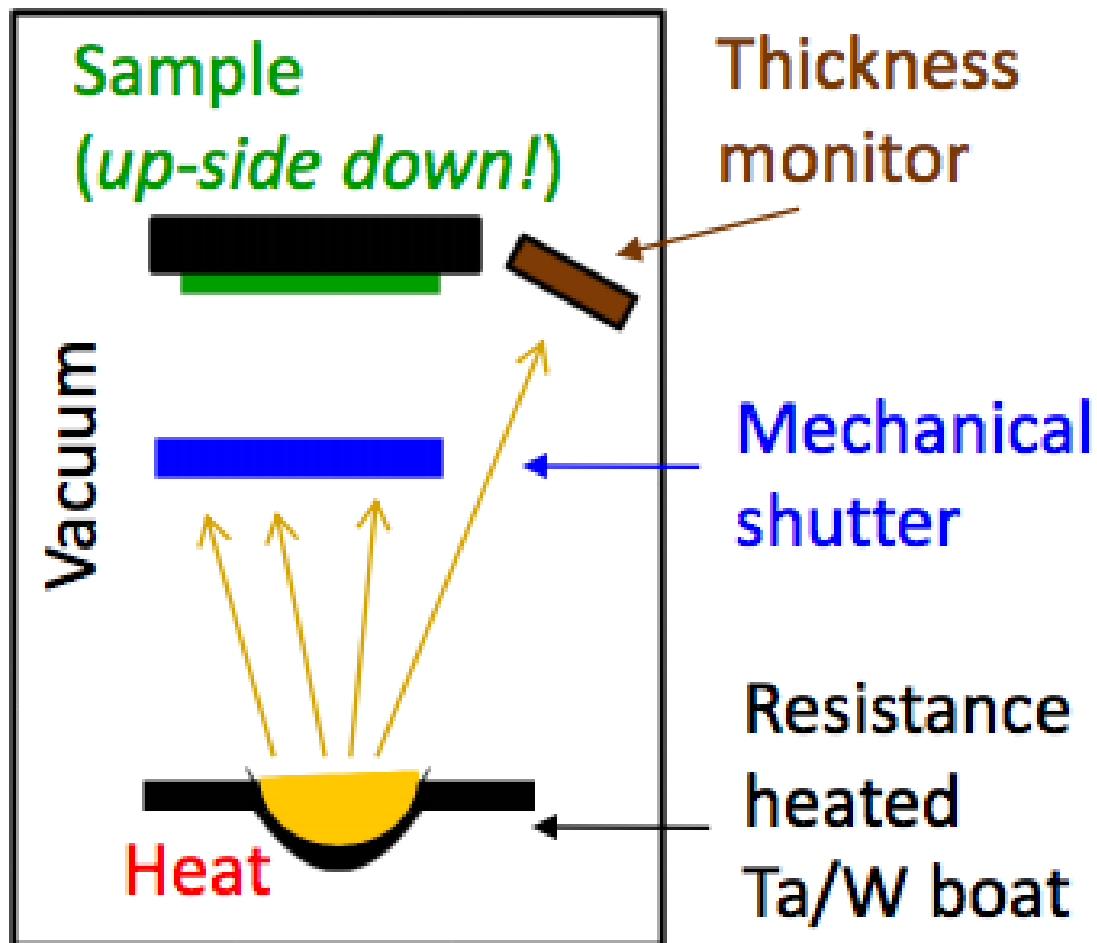 Sample
(up-side down!)
Thickness
monitor
Vacuum
Mechanical
shutter
Resistance
heated
Ta/W boat
Heat